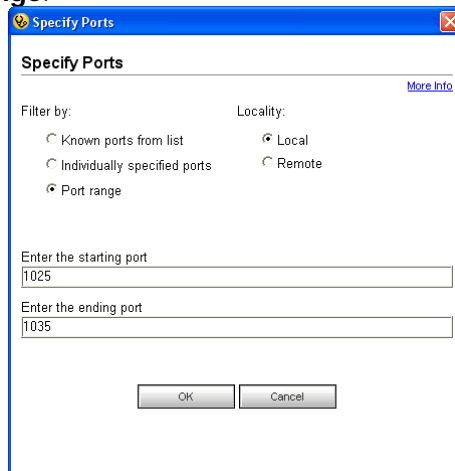 Specify Ports
Specify Ports
More Info
Filter by: Locality:
Known ports from list Local
Individually specified ports Remote
Port range
Enter the starting port
1025
Enter the ending port
1035
OK Cancel